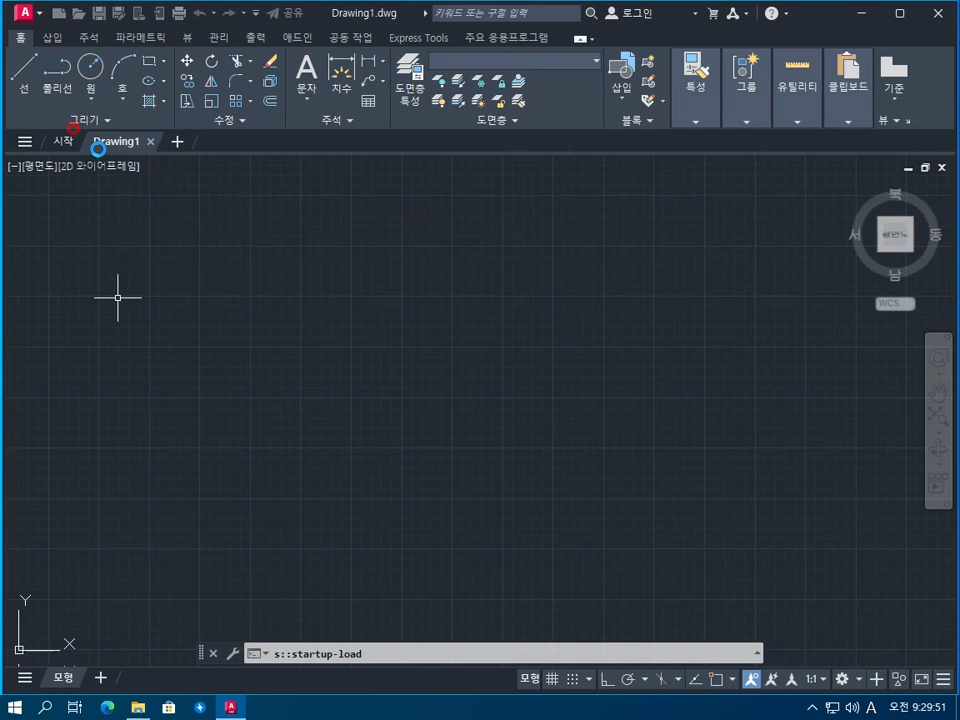 공유
Drawing1.dwg
키워드 또는 구절 입력
로그인
홈 삽입 주석 파라메트릭 뷰 관리 출력 애드인 공동 작업 Express Tools 주요 응용프로그램
선 폴리선 원 호
문자 치수
도면층
특성
삽입
특성 그룹 유틸리티 클립보드 기준
그리기 수정 주석 도면층 블록 뷰
시작 Drawing1
[−][평면도][2D 와이어프레임]
북
서 평면도 동
남
WCS
Y
X
s::startup-load
모형
모형 1:1
A 오전 9:29:51